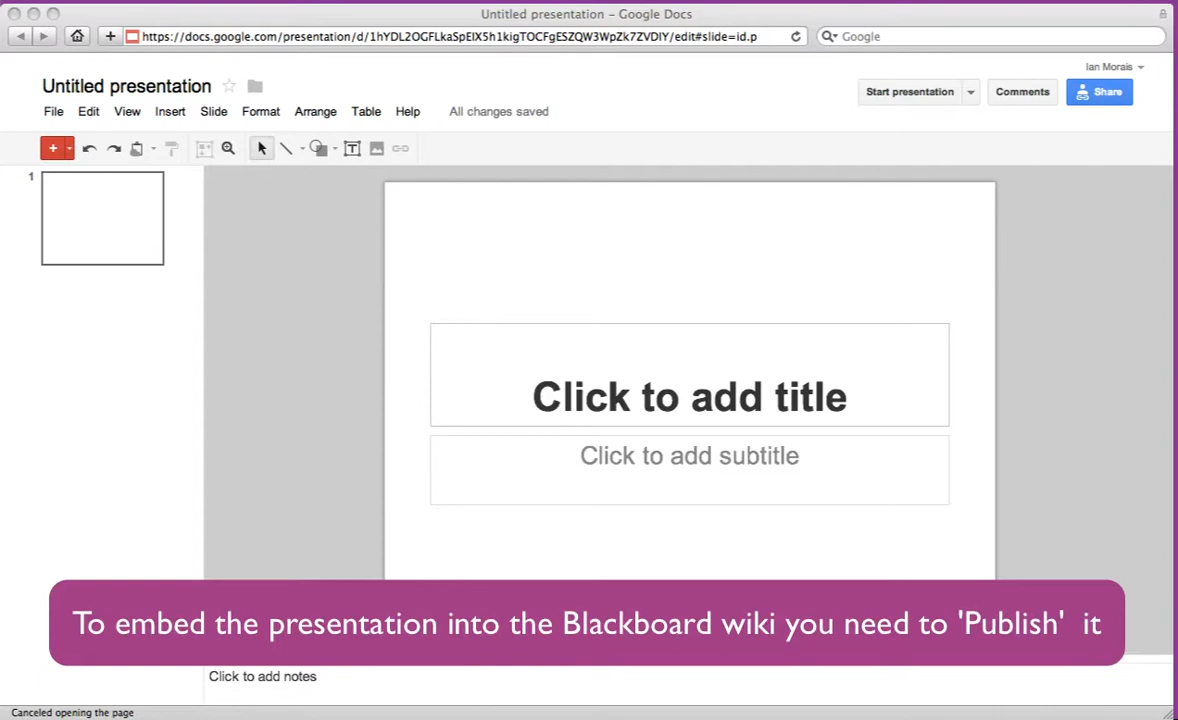 Untitled presentation – Google Docs
https://docs.google.com/presentation/d/1hYDL2OGFLkaSpEIX5h1kigTOCFgESZQW3WpZk7ZVDIY/edit#slide=id.p
Google
Ian Morais
Untitled presentation
Start presentation
Comments
Share
File Edit View Insert Slide Format Arrange Table Help All changes saved
1
Click to add title
Click to add subtitle
To embed the presentation into the Blackboard wiki you need to 'Publish' it
Click to add notes
Canceled opening the page